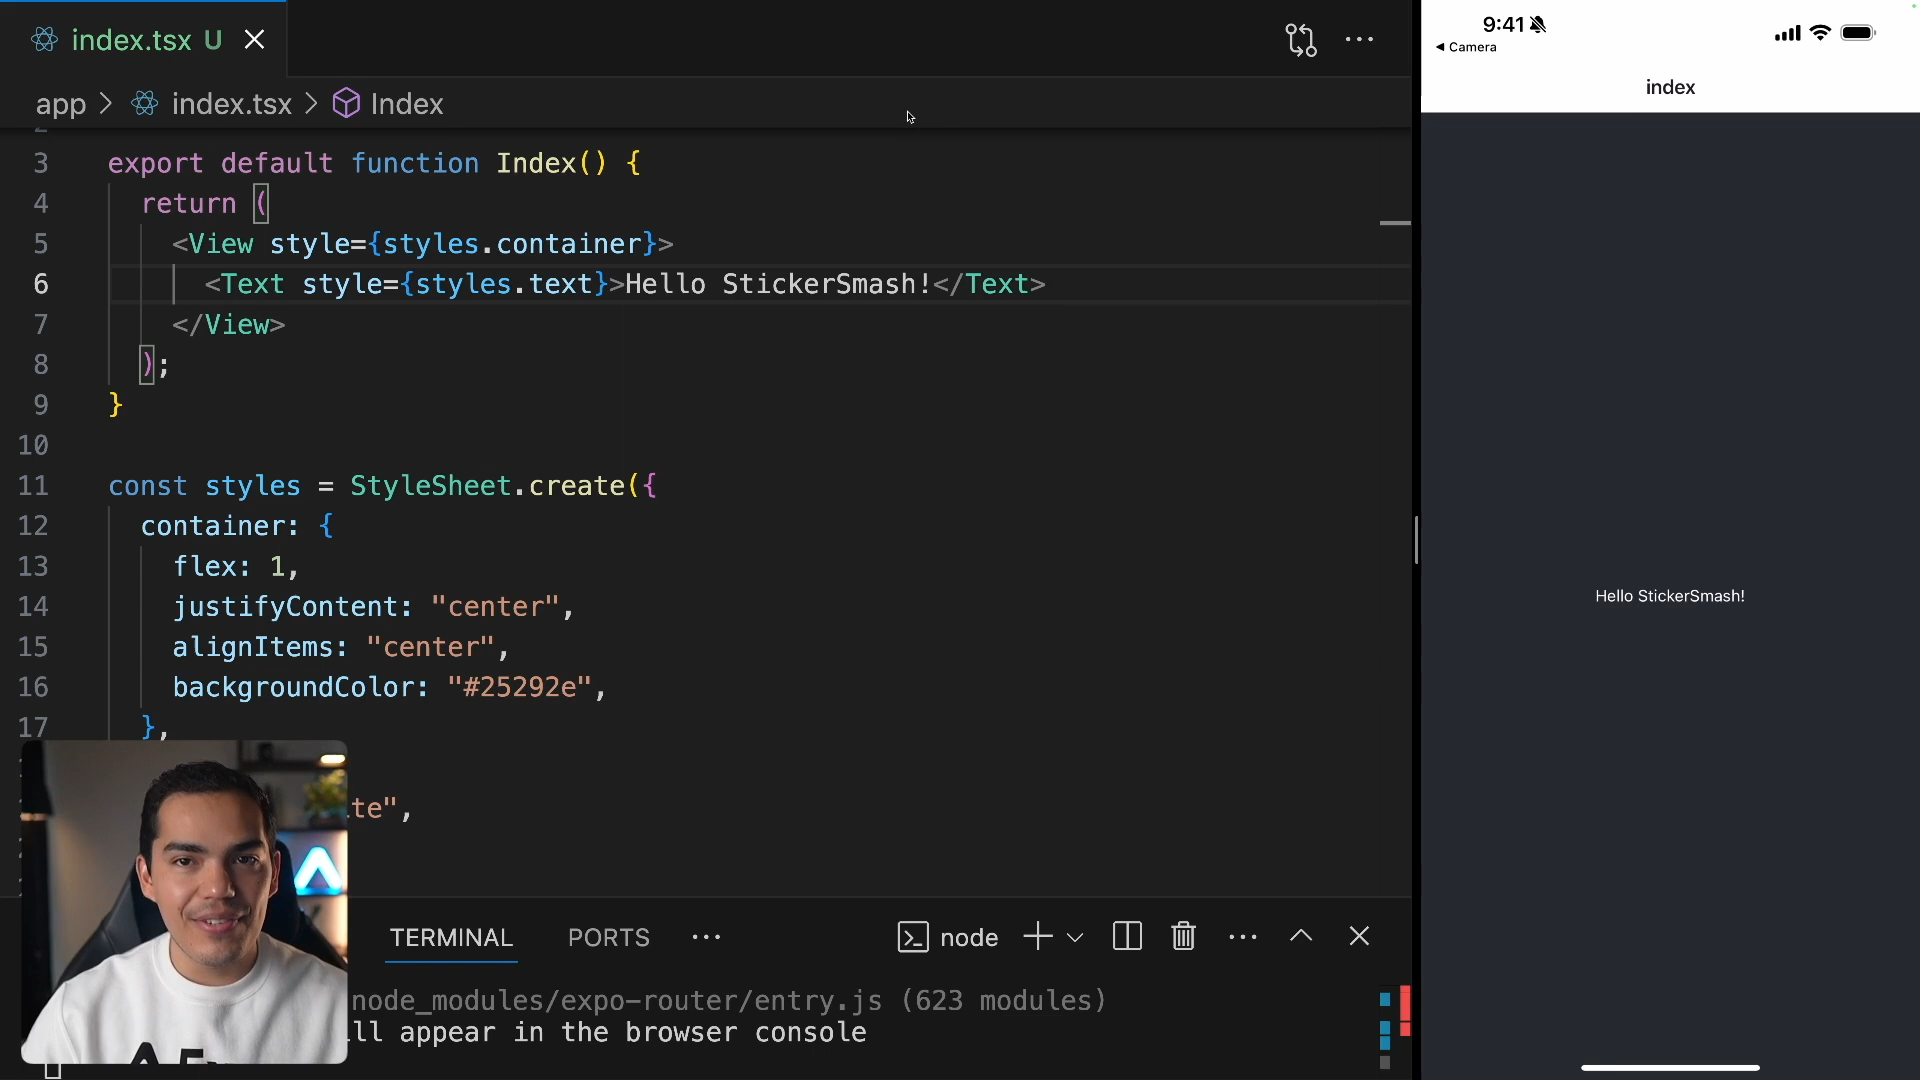 index.tsx U
app > index.tsx > Index
2
3 export default function Index() {
4 return (
5 <View style={styles.container}>
6 <Text style={styles.text}>Hello StickerSmash!</Text>
7 </View>
8 );
9 }
10
11 const styles = StyleSheet.create({
12 container: {
13 flex: 1,
14 justifyContent: "center",
15 alignItems: "center",
16 backgroundColor: "#25292e",
17 },
te",
TERMINAL PORTS ... node
node_modules/expo-router/entry.js (623 modules)
ll appear in the browser console
9:41
◀ Camera
index
Hello StickerSmash!